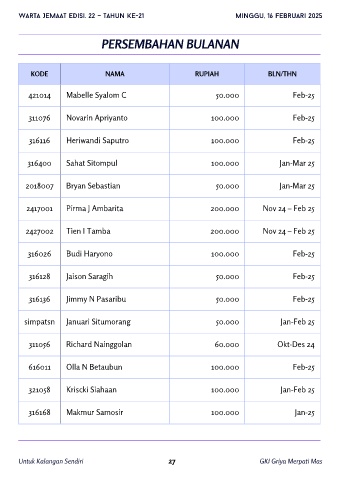 WARTA JEMAAT EDISI. 22 – TAHUN KE-21 MINGGU, 16 FEBRUARI 2025
PERSEMBAHAN BULANAN
KODE NAMA RUPIAH BLN/THN
421014 Mabelle Syalom C 50.000 Feb-25
311076 Novarin Apriyanto 100.000 Feb-25
316116 Heriwandi Saputro 100.000 Feb-25
316400 Sahat Sitompul 100.000 Jan-Mar 25
2018007 Bryan Sebastian 50.000 Jan-Mar 25
2417001 Pirma J Ambarita 200.000 Nov 24 – Feb 25
2427002 Tien I Tamba 200.000 Nov 24 – Feb 25
316026 Budi Haryono 100.000 Feb-25
316128 Jaison Saragih 50.000 Feb-25
316136 Jimmy N Pasaribu 50.000 Feb-25
simpatsn Januari Situmorang 50.000 Jan-Feb 25
311056 Richard Nainggolan 60.000 Okt-Des 24
616011 Olla N Betaubun 100.000 Feb-25
321058 Kriscki Siahaan 100.000 Jan-Feb 25
316168 Makmur Samosir 100.000 Jan-25
Untuk Kalangan Sendiri 27 GKI Griya Merpati Mas